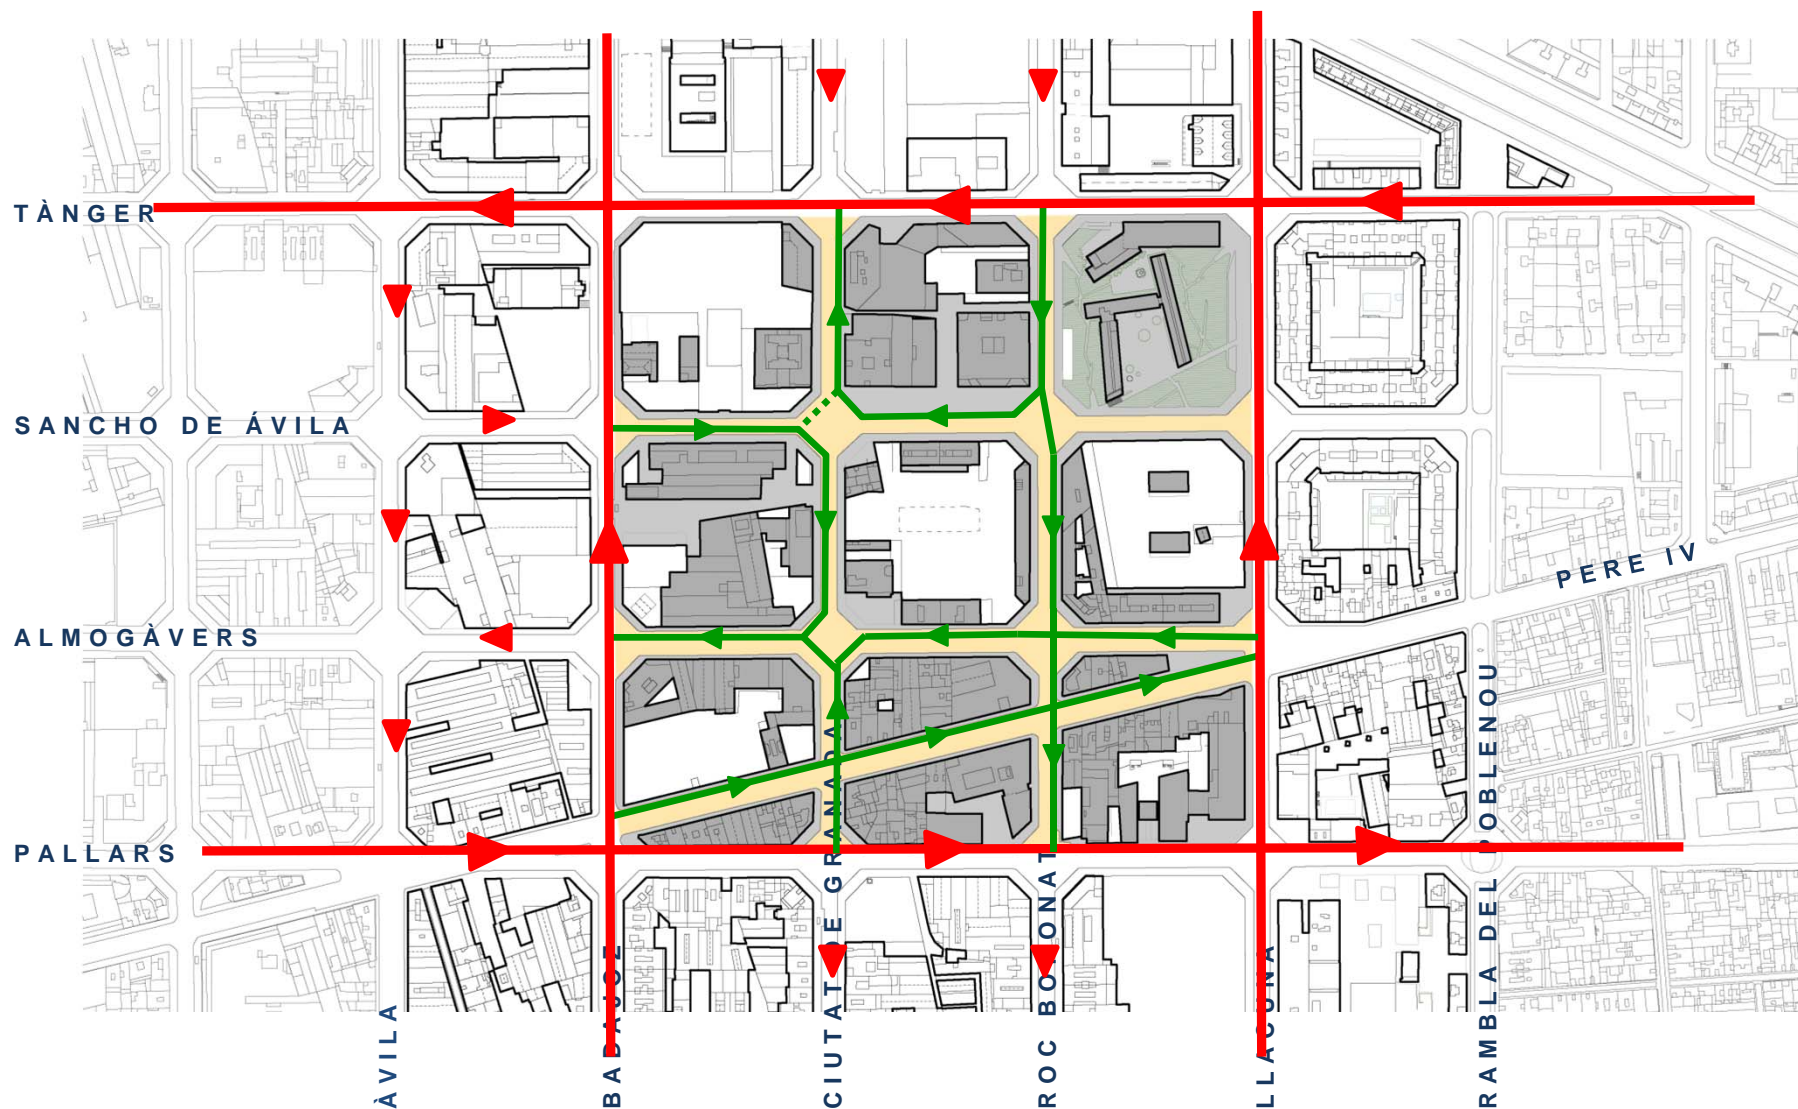 TÀNGER
SANCHO DE ÁVILA
PERE IV
ALMOGÀVERS
PALLARS
ÀVILA
BADAJOZ
CIUTAT DE GRANADA
ROC BORONAT
LLACUNA
RAMBLA DEL POBLENOU